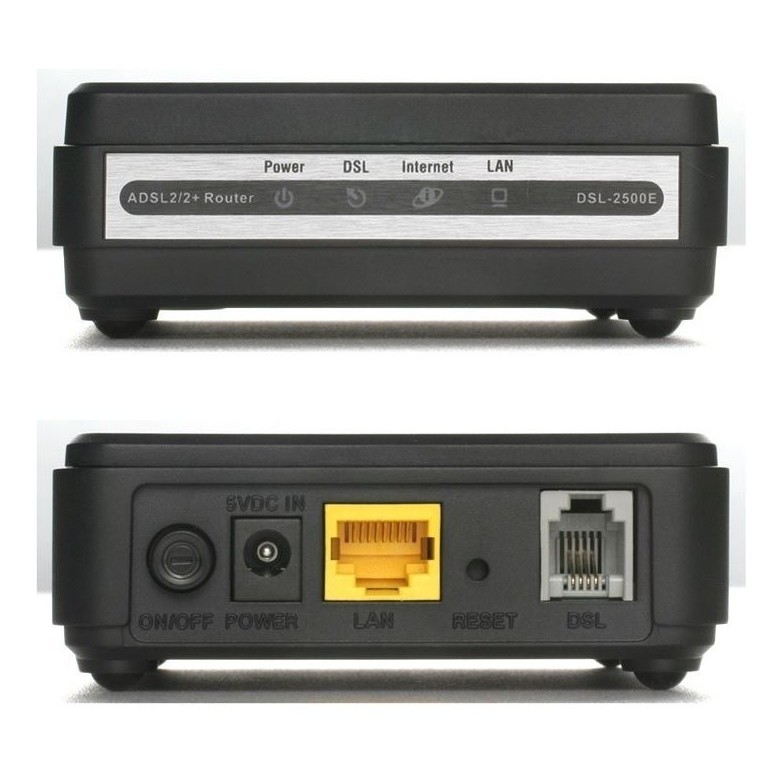 Power DSL Internet LAN
ADSL2/2+ Router DSL-2500E
5VDC IN
ON/OFF POWER LAN RESET DSL